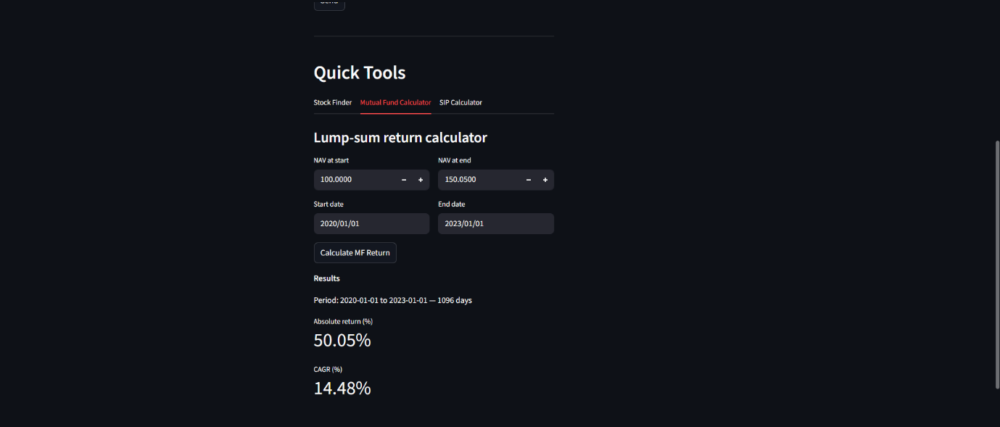 Quick Tools
Stock Finder Mutual Fund Calculator SIP Calculator
Lump-sum return calculator
NAV at start NAV at end
100.0000 − + 150.0500 − +
Start date End date
2020/01/01 2023/01/01
Calculate MF Return
Results
Period: 2020-01-01 to 2023-01-01 — 1096 days
Absolute return (%)
50.05%
CAGR (%)
14.48%